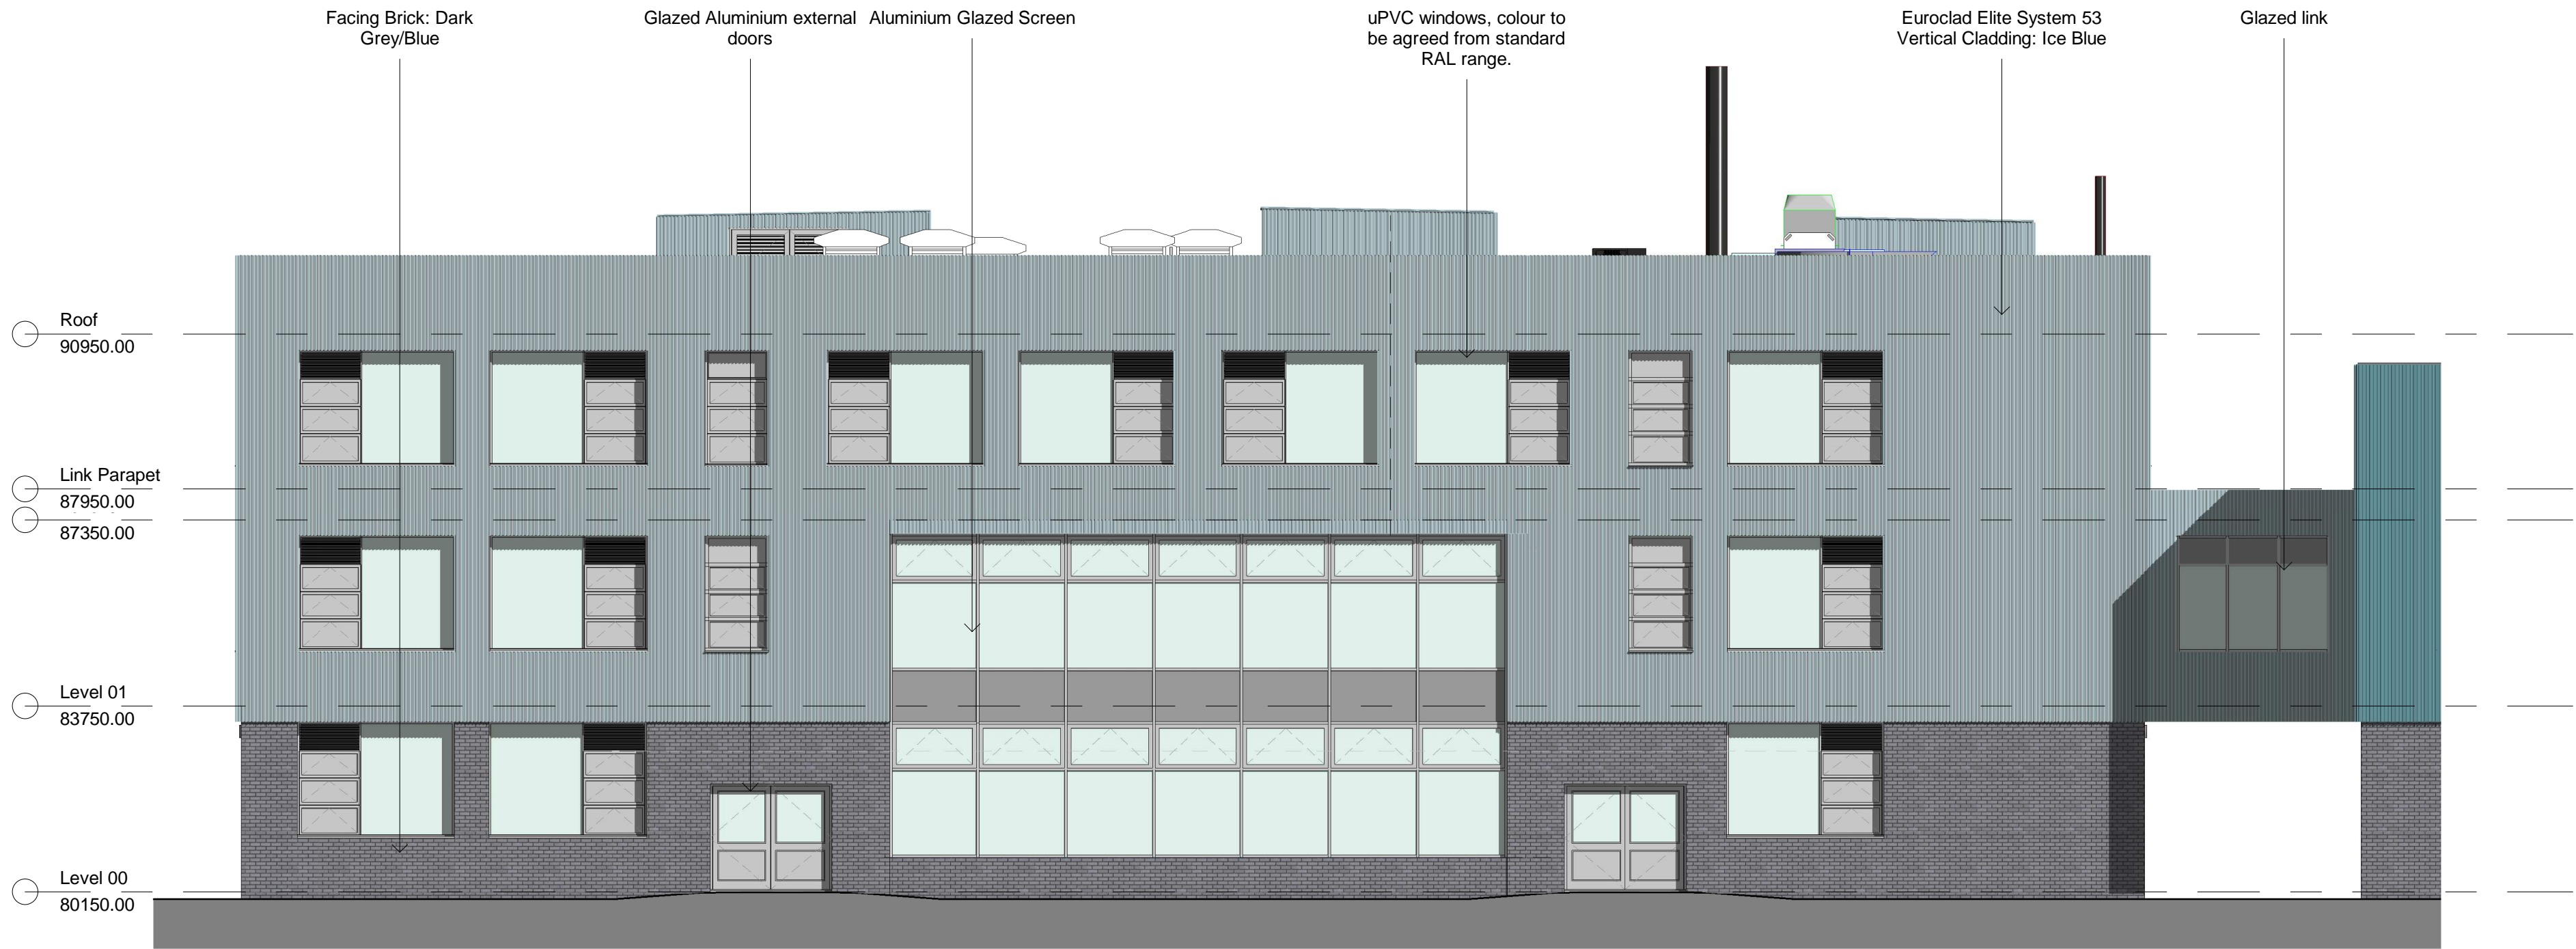 Facing Brick: Dark
Grey/Blue
Glazed Aluminium external
doors
Aluminium Glazed Screen
uPVC windows, colour to
be agreed from standard
RAL range.
Euroclad Elite System 53
Vertical Cladding: Ice Blue
Glazed link
Roof
90950.00
Link Parapet
87950.00
87350.00
Level 01
83750.00
Level 00
80150.00